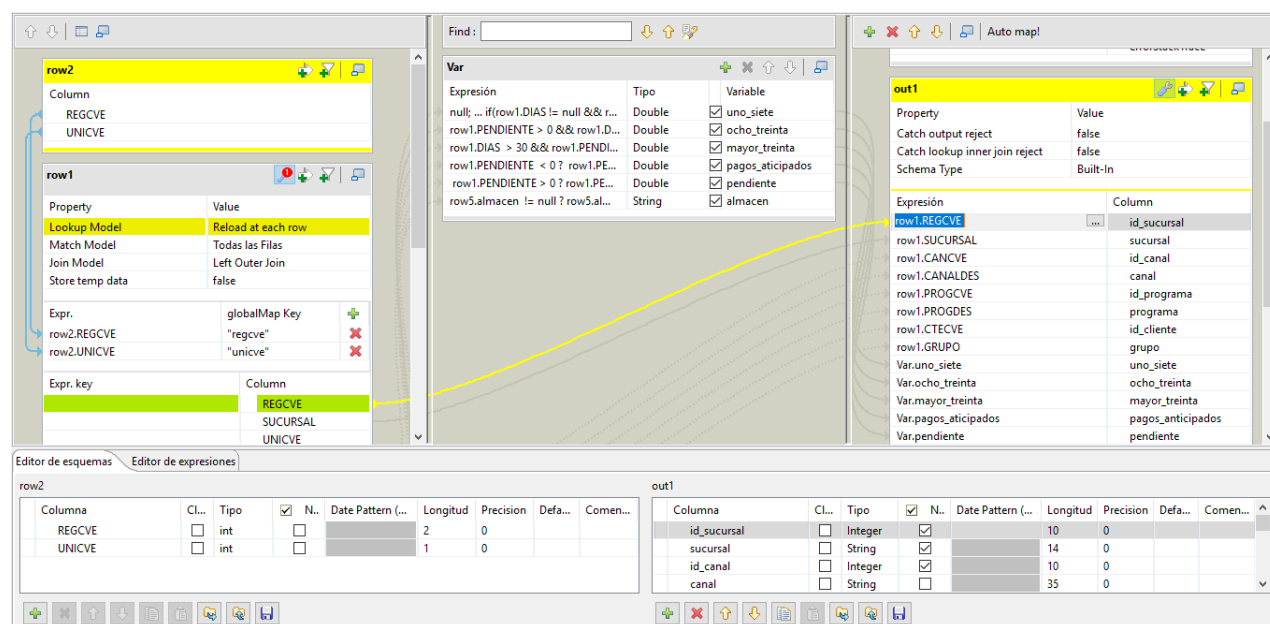 Find :
Auto map!
row2
Column
REGCVE
UNICVE
row1
Property Value
Lookup Model Reload at each row
Match Model Todas las Filas
Join Model Left Outer Join
Store temp data false
Expr. globalMap Key
row2.REGCVE "regcve"
row2.UNICVE "unicve"
Expr. key Column
REGCVE
SUCURSAL
UNICVE
Var
Expresión Tipo Variable
null; ... if(row1.DIAS != null && r... Double uno_siete
row1.PENDIENTE > 0 && row1.D... Double ocho_treinta
row1.DIAS > 30 && row1.PENDI... Double mayor_treinta
row1.PENDIENTE < 0 ? row1.PE... Double pagos_aticipados
row1.PENDIENTE > 0 ? row1.PE... Double pendiente
row5.almacen != null ? row5.al... String almacen
out1
Property Value
Catch output reject false
Catch lookup inner join reject false
Schema Type Built-In
Expresión Column
row1.REGCVE ... id_sucursal
row1.SUCURSAL sucursal
row1.CANCVE id_canal
row1.CANALDES canal
row1.PROGCVE id_programa
row1.PROGDES programa
row1.CTECVE id_cliente
row1.GRUPO grupo
Var.uno_siete uno_siete
Var.ocho_treinta ocho_treinta
Var.mayor_treinta mayor_treinta
Var.pagos_aticipados pagos_anticipados
Var.pendiente pendiente
Editor de esquemas Editor de expresiones
row2
Columna Cl... Tipo N.. Date Pattern (... Longitud Precision Defa... Comen...
REGCVE int 2 0
UNICVE int 1 0
out1
Columna Cl... Tipo N.. Date Pattern (... Longitud Precision Defa... Comen...
id_sucursal Integer 10 0
sucursal String 14 0
id_canal Integer 10 0
canal String 35 0